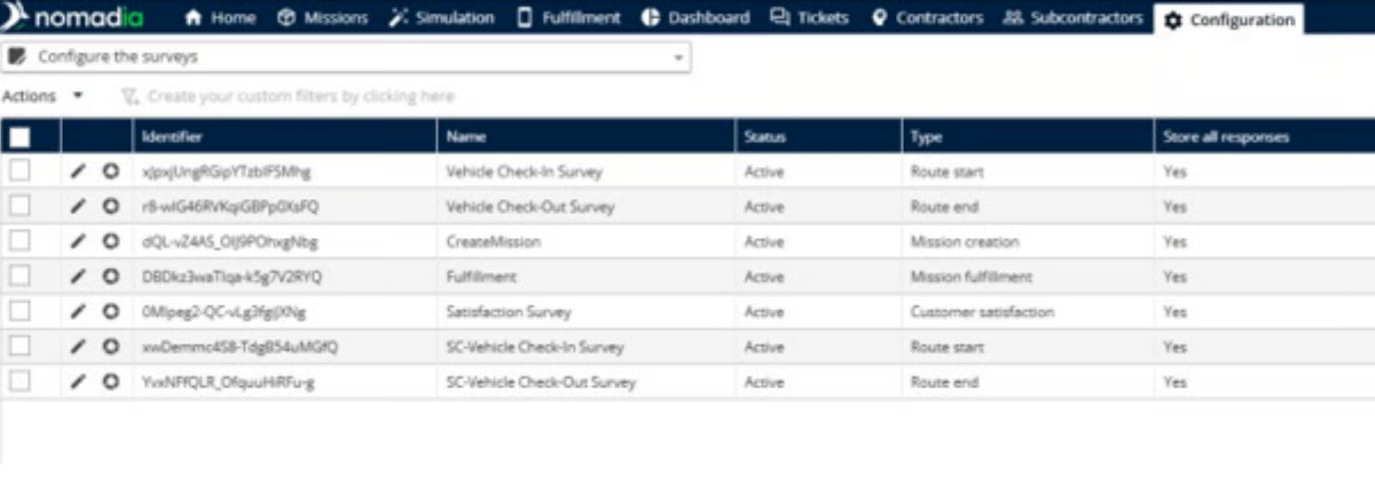 nomadia Home Missions Simulation Fulfillment Dashboard Tickets Contractors Subcontractors Configuration
Configure the surveys
Actions Create your custom filters by clicking here
Identifier Name Status Type Store all responses
Vehicle Check-In Survey Active Route start Yes
Vehicle Check-Out Survey Active Route end Yes
CreateMission Active Mission creation Yes
Fulfillment Active Mission fulfillment Yes
Satisfaction Survey Active Customer satisfaction Yes
SC-Vehicle Check-In Survey Active Route start Yes
SC-Vehicle Check-Out Survey Active Route end Yes